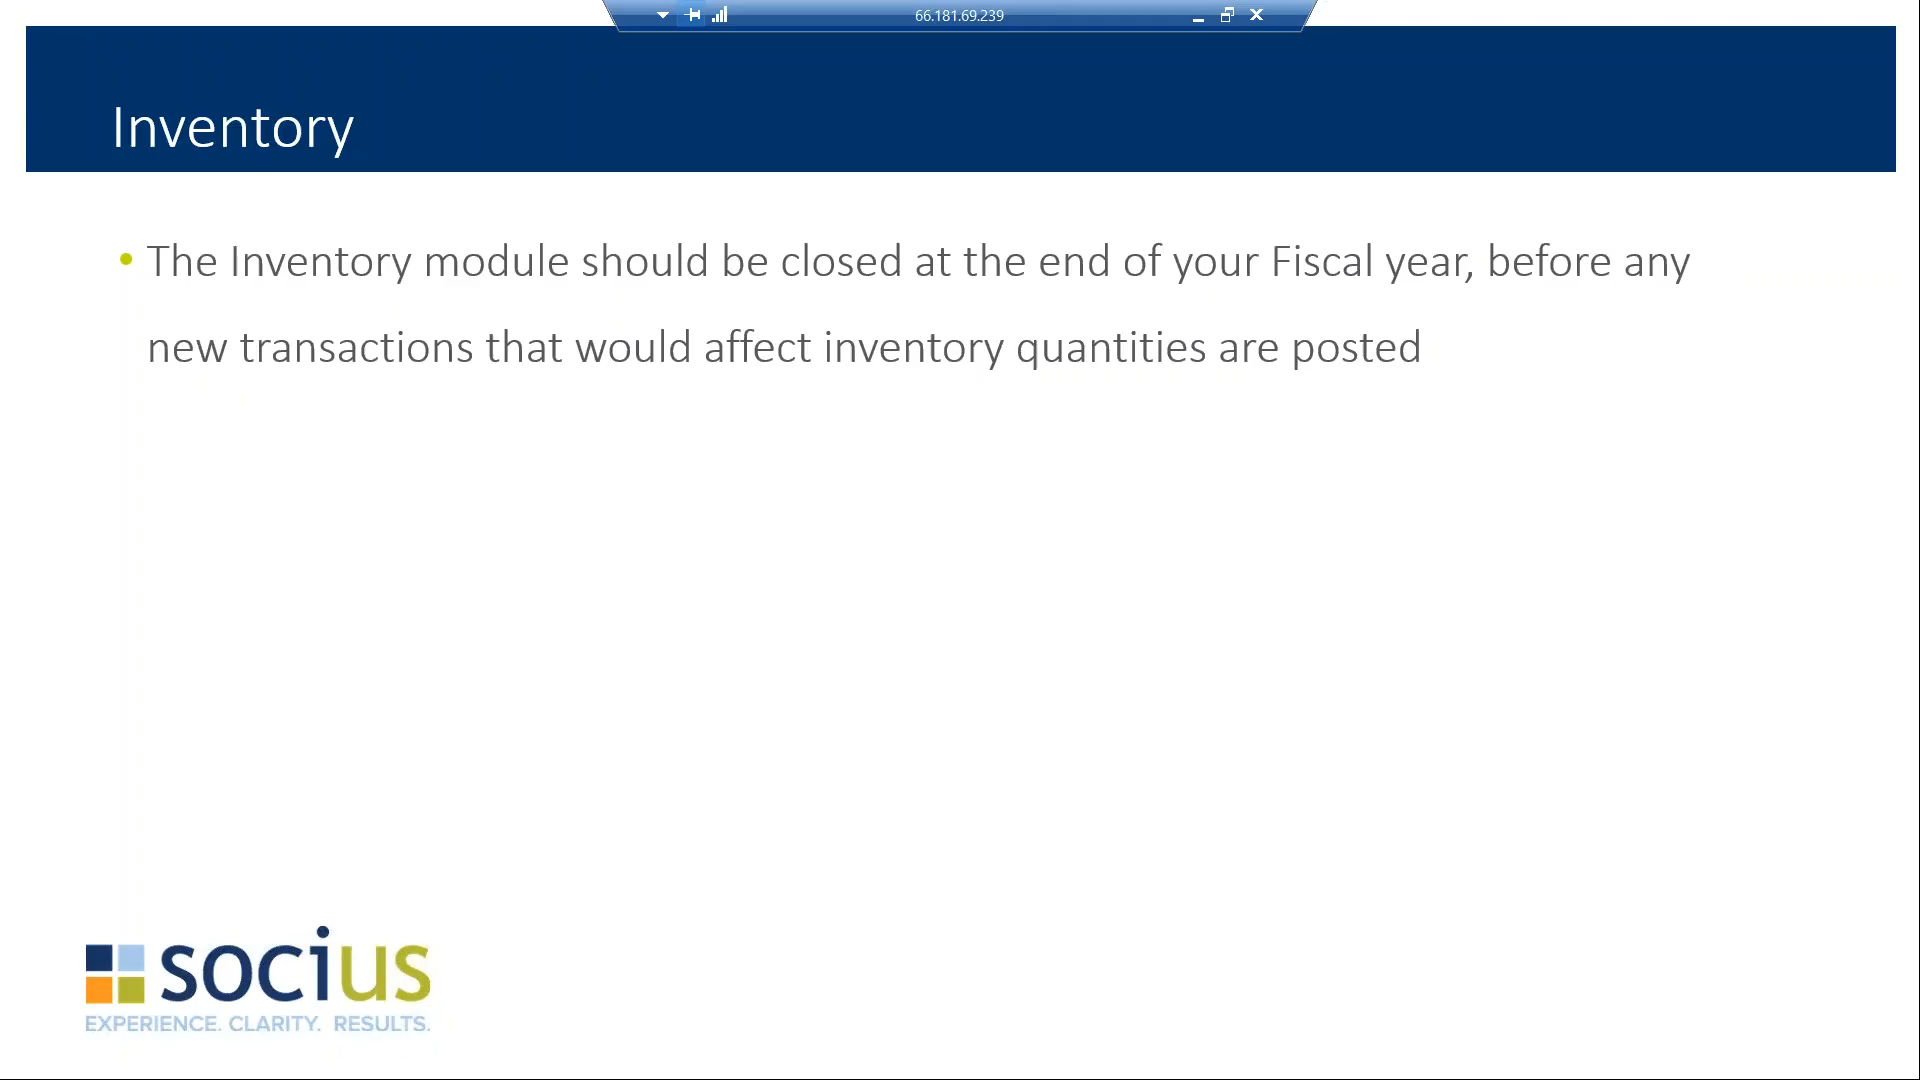 66.181.69.239
Inventory
• The Inventory module should be closed at the end of your Fiscal year, before any
new transactions that would affect inventory quantities are posted
socius
EXPERIENCE. CLARITY. RESULTS.